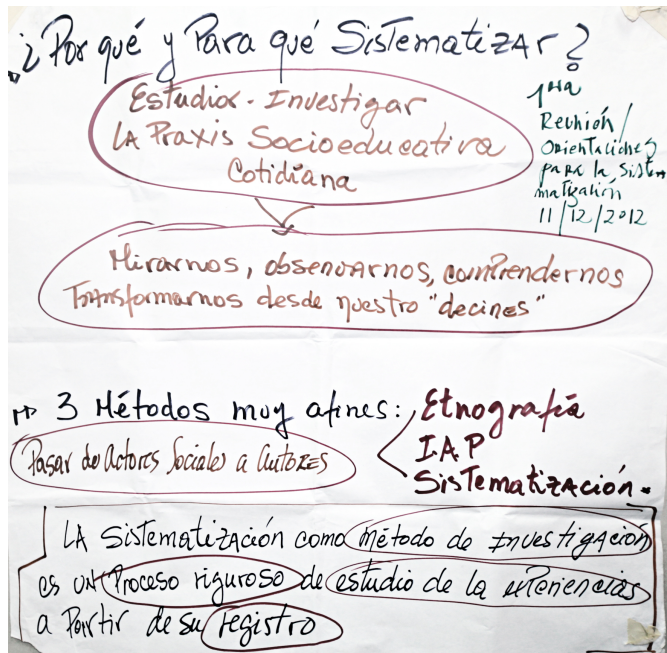 ¿Por qué y Para qué Sistematizar?
Estudiar - Investigar
LA Praxis Socioeducativa
Cotidiana
1ra
Reunión/
Orientaciones
para la Siste
matización
11/12/2012
Mirarnos, observarnos, comprendernos
Transformarnos desde nuestro "decires"
3 Métodos muy afines:
Etnografía
I.A.P
Sistematización.
Pasar de Actores Sociales a Autores
LA Sistematización como método de Investigación
es un Proceso riguroso de estudio de la experiencias
a Partir de su registro